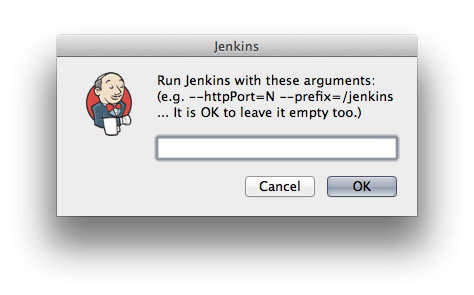 Jenkins
Run Jenkins with these arguments:
(e.g. --httpPort=N --prefix=/jenkins
... It is OK to leave it empty too.)
Cancel
OK